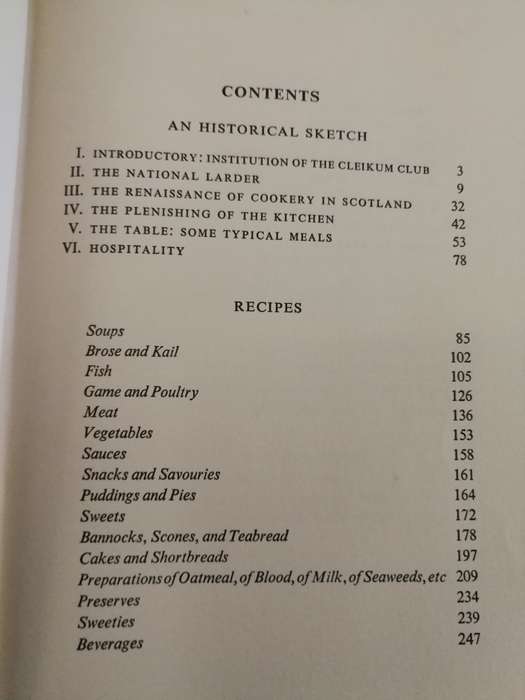 CONTENTS
AN HISTORICAL SKETCH
I. INTRODUCTORY: INSTITUTION OF THE CLEIKUM CLUB 3
II. THE NATIONAL LARDER 9
III. THE RENAISSANCE OF COOKERY IN SCOTLAND 32
IV. THE PLENISHING OF THE KITCHEN 42
V. THE TABLE: SOME TYPICAL MEALS 53
VI. HOSPITALITY 78
RECIPES
Soups 85
Brose and Kail 102
Fish 105
Game and Poultry 126
Meat 136
Vegetables 153
Sauces 158
Snacks and Savouries 161
Puddings and Pies 164
Sweets 172
Bannocks, Scones, and Teabread 178
Cakes and Shortbreads 197
Preparations of Oatmeal, of Blood, of Milk, of Seaweeds, etc 209
Preserves 234
Sweeties 239
Beverages 247